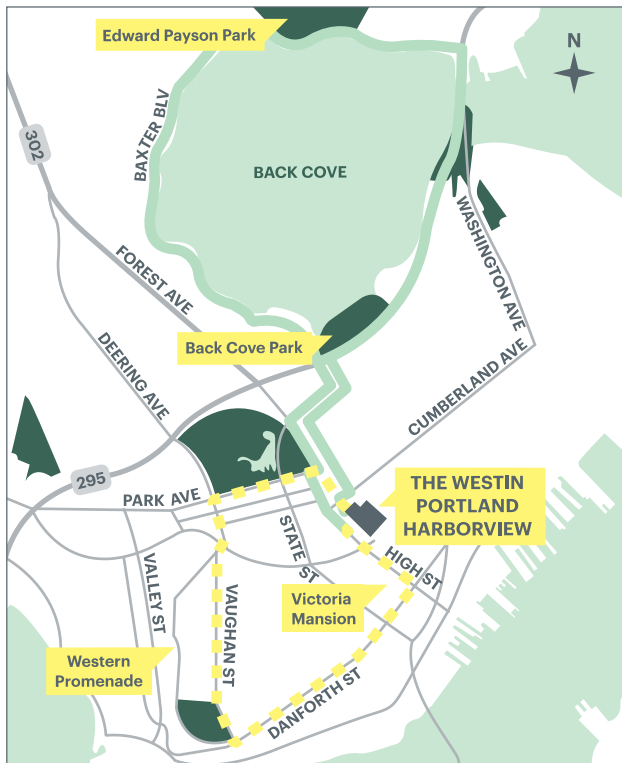 Edward Payson Park
N
302
BAXTER BLV
BACK COVE
WASHINGTON AVE
FOREST AVE
Back Cove Park
DEERING AVE
CUMBERLAND AVE
295
PARK AVE
THE WESTIN
PORTLAND
HARBORVIEW
STATE ST
HIGH ST
VALLEY ST
VAUGHAN ST
Victoria
Mansion
Western
Promenade
DANFORTH ST